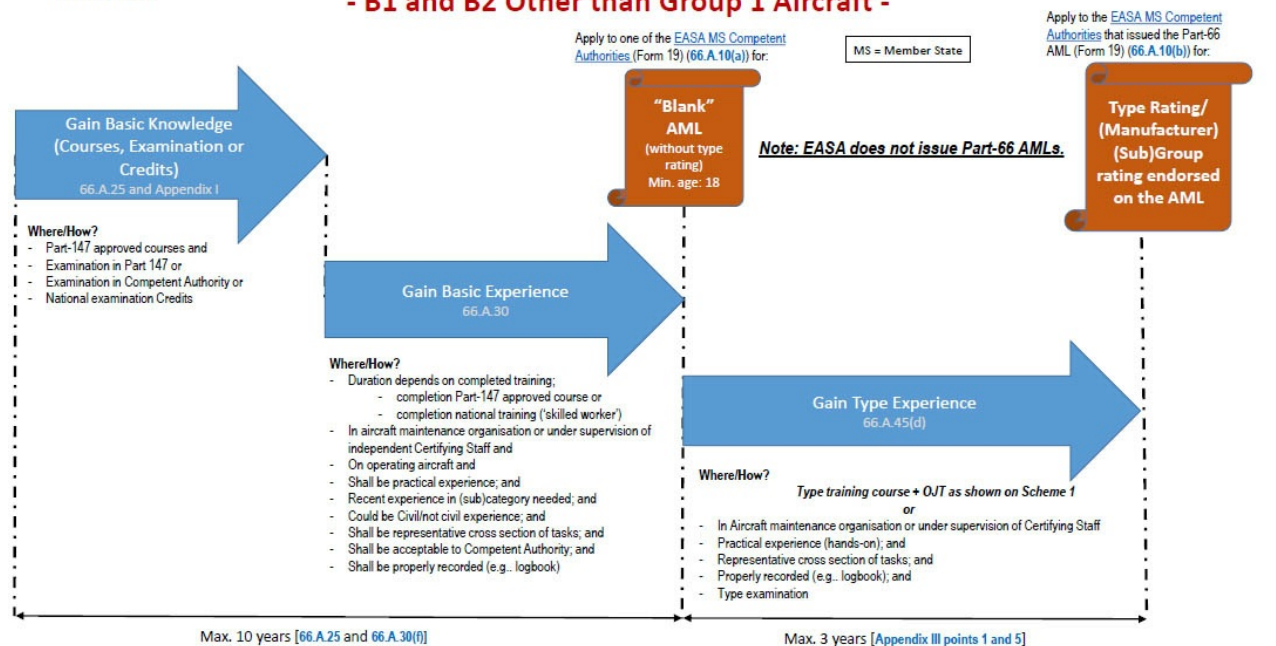 - B1 and B2 Other than Group 1 Aircraft -
Apply to one of the EASA MS Competent
Authorities (Form 19) (66.A.10(a)) for:
MS = Member State
Apply to the EASA MS Competent
Authorities that issued the Part-66
AML (Form 19) (66.A.10(b)) for:
"Blank"
AML
(without type
rating)
Min. age: 18
Note: EASA does not issue Part-66 AMLs.
Type Rating/
(Manufacturer)
(Sub)Group
rating endorsed
on the AML
Gain Basic Knowledge
(Courses, Examination or
Credits)
66.A.25 and Appendix I
Where/How?
- Part-147 approved courses and
- Examination in Part 147 or
- Examination in Competent Authority or
- National examination Credits
Gain Basic Experience
66.A.30
Where/How?
- Duration depends on completed training;
- completion Part-147 approved course or
- completion national training ('skilled worker')
- In aircraft maintenance organisation or under supervision of
independent Certifying Staff and
- On operating aircraft and
- Shall be practical experience; and
- Recent experience in (sub)category needed; and
- Could be Civil/not civil experience; and
- Shall be representative cross section of tasks; and
- Shall be acceptable to Competent Authority; and
- Shall be properly recorded (e.g.. logbook)
Gain Type Experience
66.A.45(d)
Where/How?
Type training course + OJT as shown on Scheme 1
or
- In Aircraft maintenance organisation or under supervision of Certifying Staff
- Practical experience (hands-on); and
- Representative cross section of tasks; and
- Properly recorded (e.g.. logbook); and
- Type examination
Max. 10 years [66.A.25 and 66.A.30(f)]
Max. 3 years [Appendix III points 1 and 5]